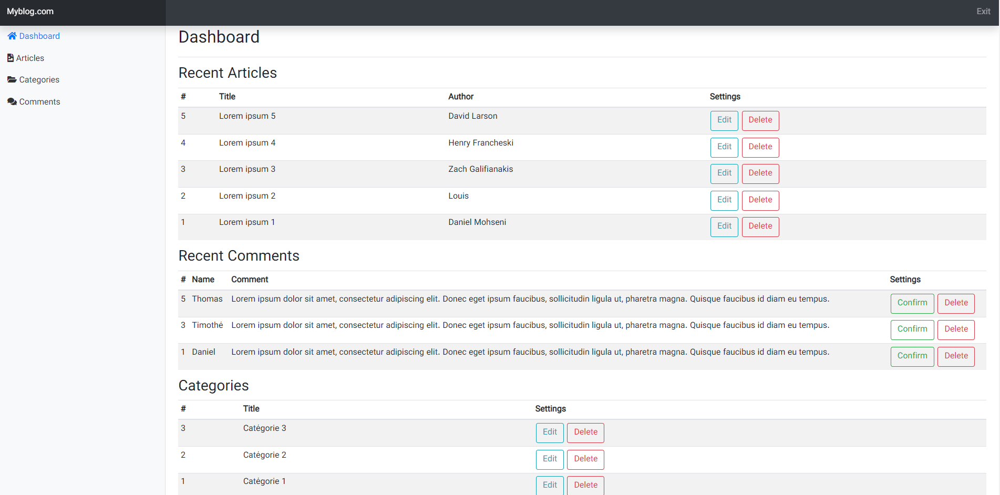 Myblog.com Exit
Dashboard
Articles
Categories
Comments
Dashboard
Recent Articles
# Title Author Settings
5 Lorem ipsum 5 David Larson Edit Delete
4 Lorem ipsum 4 Henry Francheski Edit Delete
3 Lorem ipsum 3 Zach Galifianakis Edit Delete
2 Lorem ipsum 2 Louis Edit Delete
1 Lorem ipsum 1 Daniel Mohseni Edit Delete
Recent Comments
# Name Comment Settings
5 Thomas Lorem ipsum dolor sit amet, consectetur adipiscing elit. Donec eget ipsum faucibus, sollicitudin ligula ut, pharetra magna. Quisque faucibus id diam eu tempus. Confirm Delete
3 Timothé Lorem ipsum dolor sit amet, consectetur adipiscing elit. Donec eget ipsum faucibus, sollicitudin ligula ut, pharetra magna. Quisque faucibus id diam eu tempus. Confirm Delete
1 Daniel Lorem ipsum dolor sit amet, consectetur adipiscing elit. Donec eget ipsum faucibus, sollicitudin ligula ut, pharetra magna. Quisque faucibus id diam eu tempus. Confirm Delete
Categories
# Title Settings
3 Catégorie 3 Edit Delete
2 Catégorie 2 Edit Delete
1 Catégorie 1 Edit Delete